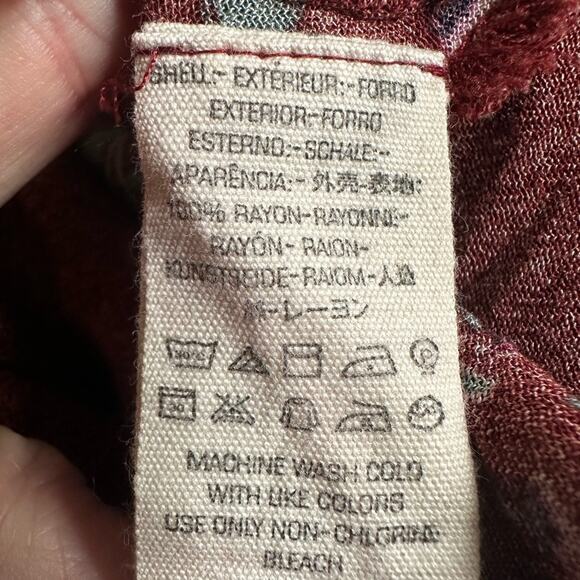 SHELL:- EXTÉRIEUR:-FORRO
EXTERIOR-FORRO
ESTERNO:-SCHALE:-
APARÊNCIA:-外壳-表地:
100% RAYON-RAYONNE-
RAYÓN-RAION-
KUNSTSEIDE-RAIOM-人造
レーヨン
30°C
MACHINE WASH COLD
WITH LIKE COLORS
USE ONLY NON-CHLORINE
BLEACH